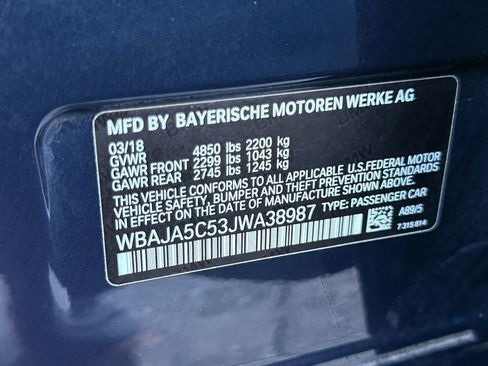 MFD BY BAYERISCHE MOTOREN WERKE AG
03/18
GVWR 4850 lbs 2200 kg
GAWR FRONT 2299 lbs 1043 kg
GAWR REAR 2745 lbs 1245 kg
THIS VEHICLE CONFORMS TO ALL APPLICABLE U.S.FEDERAL MOTOR
VEHICLE SAFETY, BUMPER AND THEFT PREVENTION STANDARDS IN
EFFECT ON THE DATE OF MANUFACTURE SHOWN ABOVE.
WBAJA5C53JWA38987 TYPE: PASSENGER CAR
A89/5
7 315 814